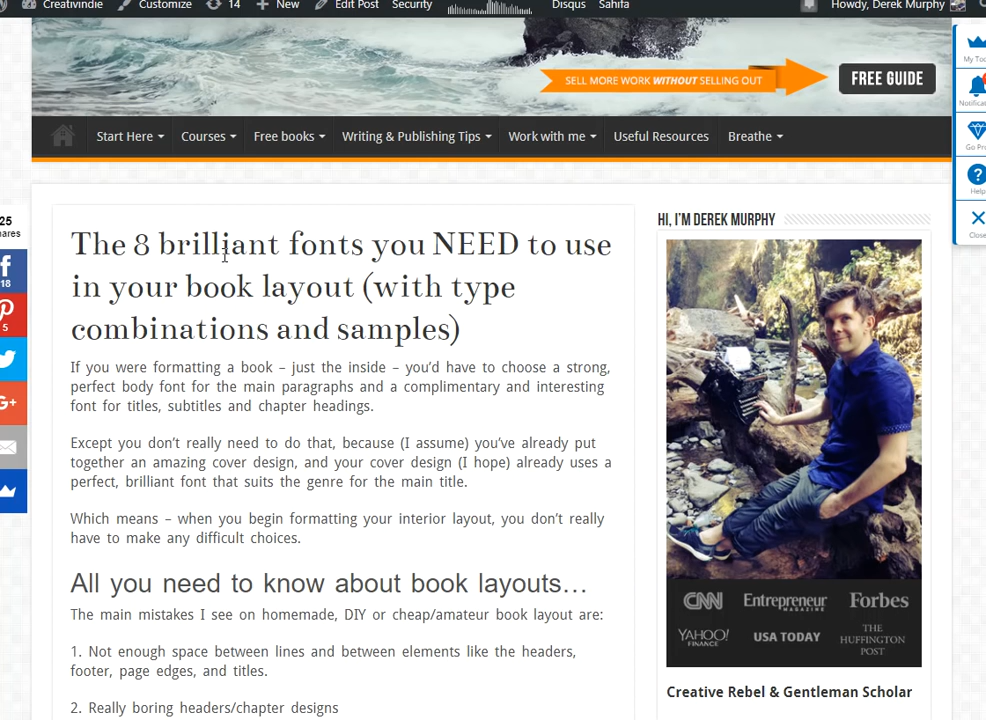 Creativindie Customize 14 New Edit Post Security Disqus Sahifa Howdy, Derek Murphy
SELL MORE WORK WITHOUT SELLING OUT FREE GUIDE
Start Here Courses Free books Writing & Publishing Tips Work with me Useful Resources Breathe
My Too
Notificat
Go Pro
Help
Close
25
hares
18
5
G+
The 8 brilliant fonts you NEED to use
in your book layout (with type
combinations and samples)
If you were formatting a book – just the inside – you'd have to choose a strong,
perfect body font for the main paragraphs and a complimentary and interesting
font for titles, subtitles and chapter headings.
Except you don't really need to do that, because (I assume) you've already put
together an amazing cover design, and your cover design (I hope) already uses a
perfect, brilliant font that suits the genre for the main title.
Which means – when you begin formatting your interior layout, you don't really
have to make any difficult choices.
All you need to know about book layouts…
The main mistakes I see on homemade, DIY or cheap/amateur book layout are:
1. Not enough space between lines and between elements like the headers,
footer, page edges, and titles.
2. Really boring headers/chapter designs
HI, I'M DEREK MURPHY
CNN Entrepreneur MAGAZINE Forbes
YAHOO! FINANCE USA TODAY THE HUFFINGTON POST
Creative Rebel & Gentleman Scholar